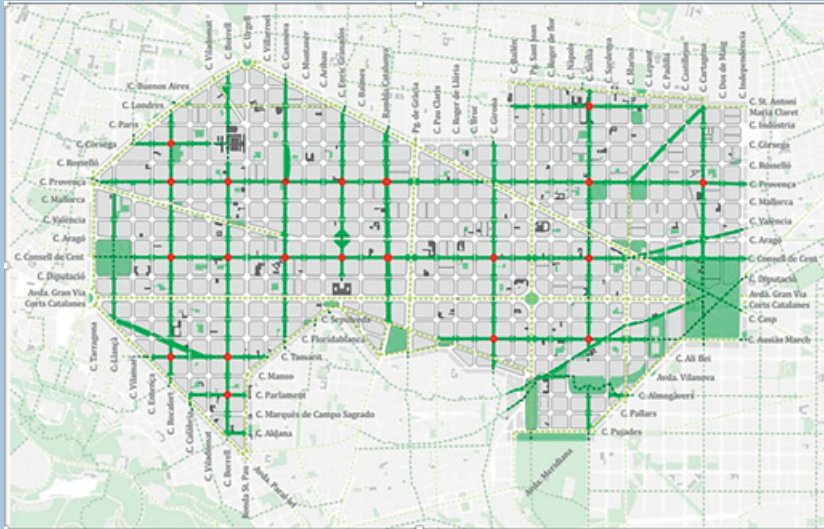 C. Viladomat
C. Borrell
C. Urgell
C. Villarroel
C. Casanova
C. Muntaner
C. Aribau
C. Enric Granados
C. Balmes
Rambla Catalunya
Pg. de Gràcia
C. Pau Claris
C. Roger de Llúria
C. Bruc
C. Girona
C. Bailèn
Pg. Sant Joan
C. Roger de flor
C. Nàpols
C. Sicília
C. Sardenya
C. Marina
C. Lepant
C. Padilla
C. Castillejos
C. Cartagena
C. Dos de Maig
C. Independència
C. Buenos Aires
C. Londres
C. Paris
C. Còrsega
C. Rosselló
C. Provença
C. Mallorca
C. València
C. Aragó
C. Consell de Cent
C. Diputació
Avda. Gran Via
Corts Catalanes
C. St. Antoni
Maria Claret
C. Indústria
C. Còrsega
C. Rosselló
C. Provença
C. Mallorca
C. València
C. Aragó
C. Consell de Cent
C. Diputació
Avda. Gran Via
Corts Catalanes
C. Casp
C. Ausiàs March
C. Sepúlveda
C. Floridablanca
C. Tamarit
C. Manso
C. Parlament
C. Marquès de Campo Sagrado
C. Aldana
C. Tarragona
C. Llançà
C. Vilamarí
C. Entença
C. Rocafort
C. Calàbria
C. Viladomat
C. Borrell
Ronda St. Pau
Avda. Paral·lel
C. Alí Bei
Avda. Vilanova
C. Almogàvers
C. Pallars
C. Pujades
Avda. Meridiana